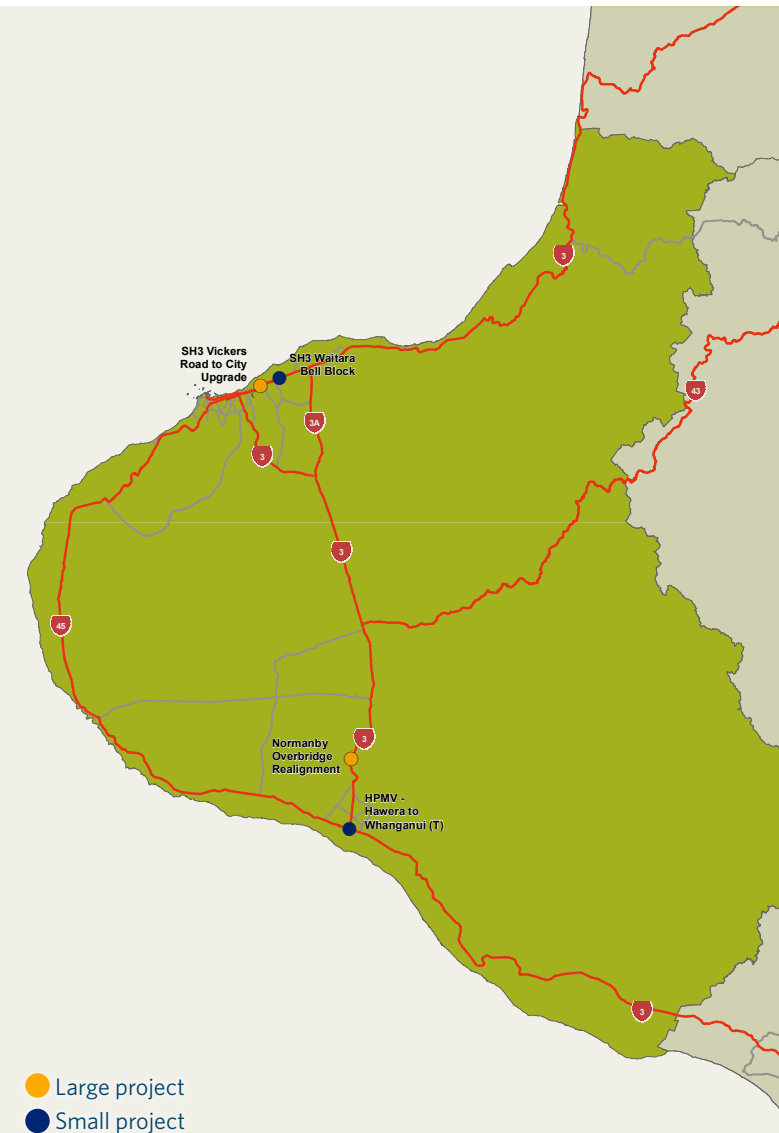 3
43
SH3 Vickers
Road to City
Upgrade
SH3 Waitara
Bell Block
3A
3
3
45
3
Normanby
Overbridge
Realignment
HPMV -
Hawera to
Whanganui (T)
3
Large project
Small project